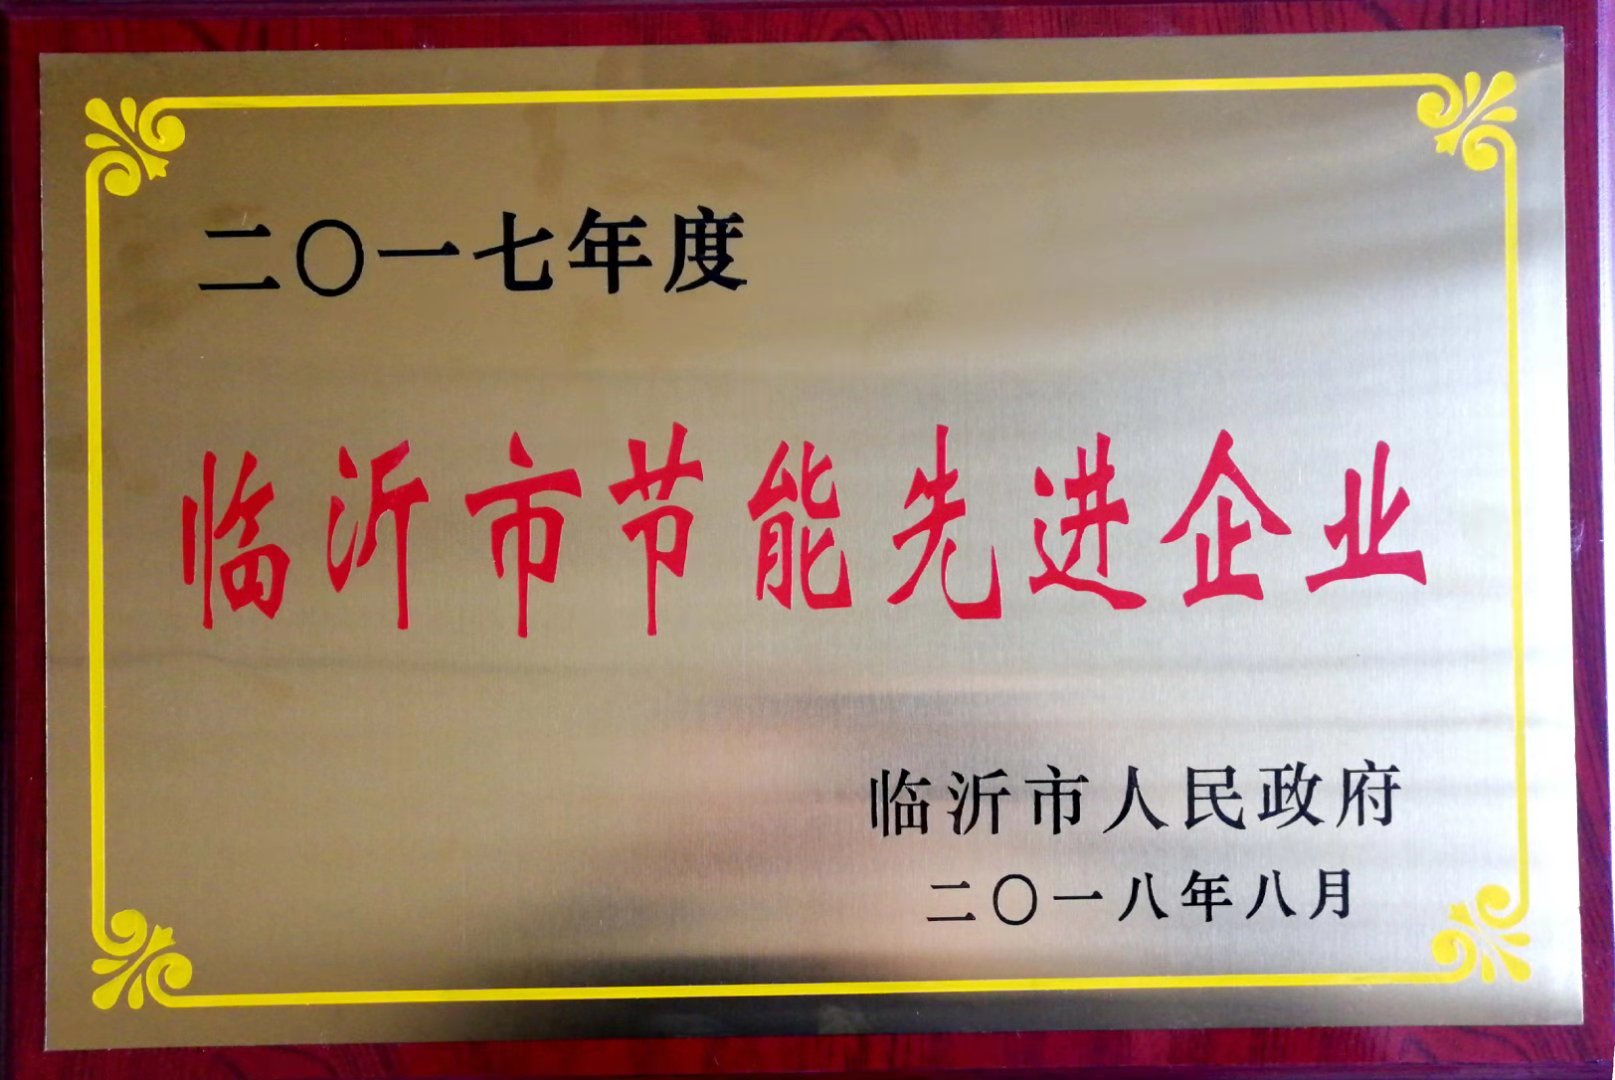 二〇一七年度
临沂市节能先进企业
临沂市人民政府
二〇一八年八月